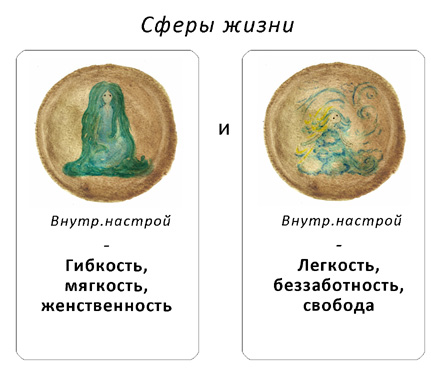 Сферы жизни
и
Внутр.настрой
-
Гибкость,
мягкость,
женственность
Внутр.настрой
-
Легкость,
беззаботность,
свобода